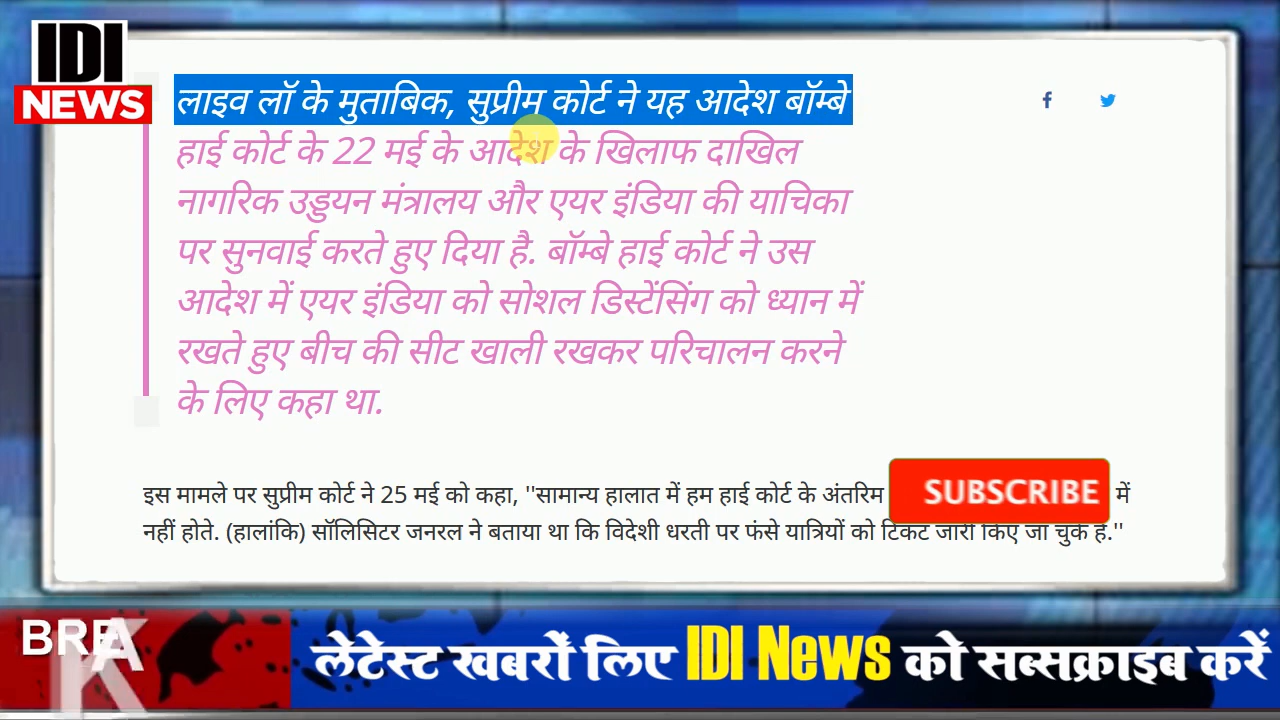 IDI
NEWS
लाइव लॉ के मुताबिक, सुप्रीम कोर्ट ने यह आदेश बॉम्बे
हाई कोर्ट के 22 मई के आदेश के खिलाफ दाखिल
नागरिक उड्डयन मंत्रालय और एयर इंडिया की याचिका
पर सुनवाई करते हुए दिया है. बॉम्बे हाई कोर्ट ने उस
आदेश में एयर इंडिया को सोशल डिस्टेंसिंग को ध्यान में
रखते हुए बीच की सीट खाली रखकर परिचालन करने
के लिए कहा था.
इस मामले पर सुप्रीम कोर्ट ने 25 मई को कहा, ''सामान्य हालात में हम हाई कोर्ट के अंतरिम में
SUBSCRIBE
नहीं होते. (हालांकि) सॉलिसिटर जनरल ने बताया था कि विदेशी धरती पर फंसे यात्रियों को टिकट जारी किए जा चुके हैं.''
BREAK
लेटेस्ट खबरों लिए IDI News को सब्सक्राइब करें